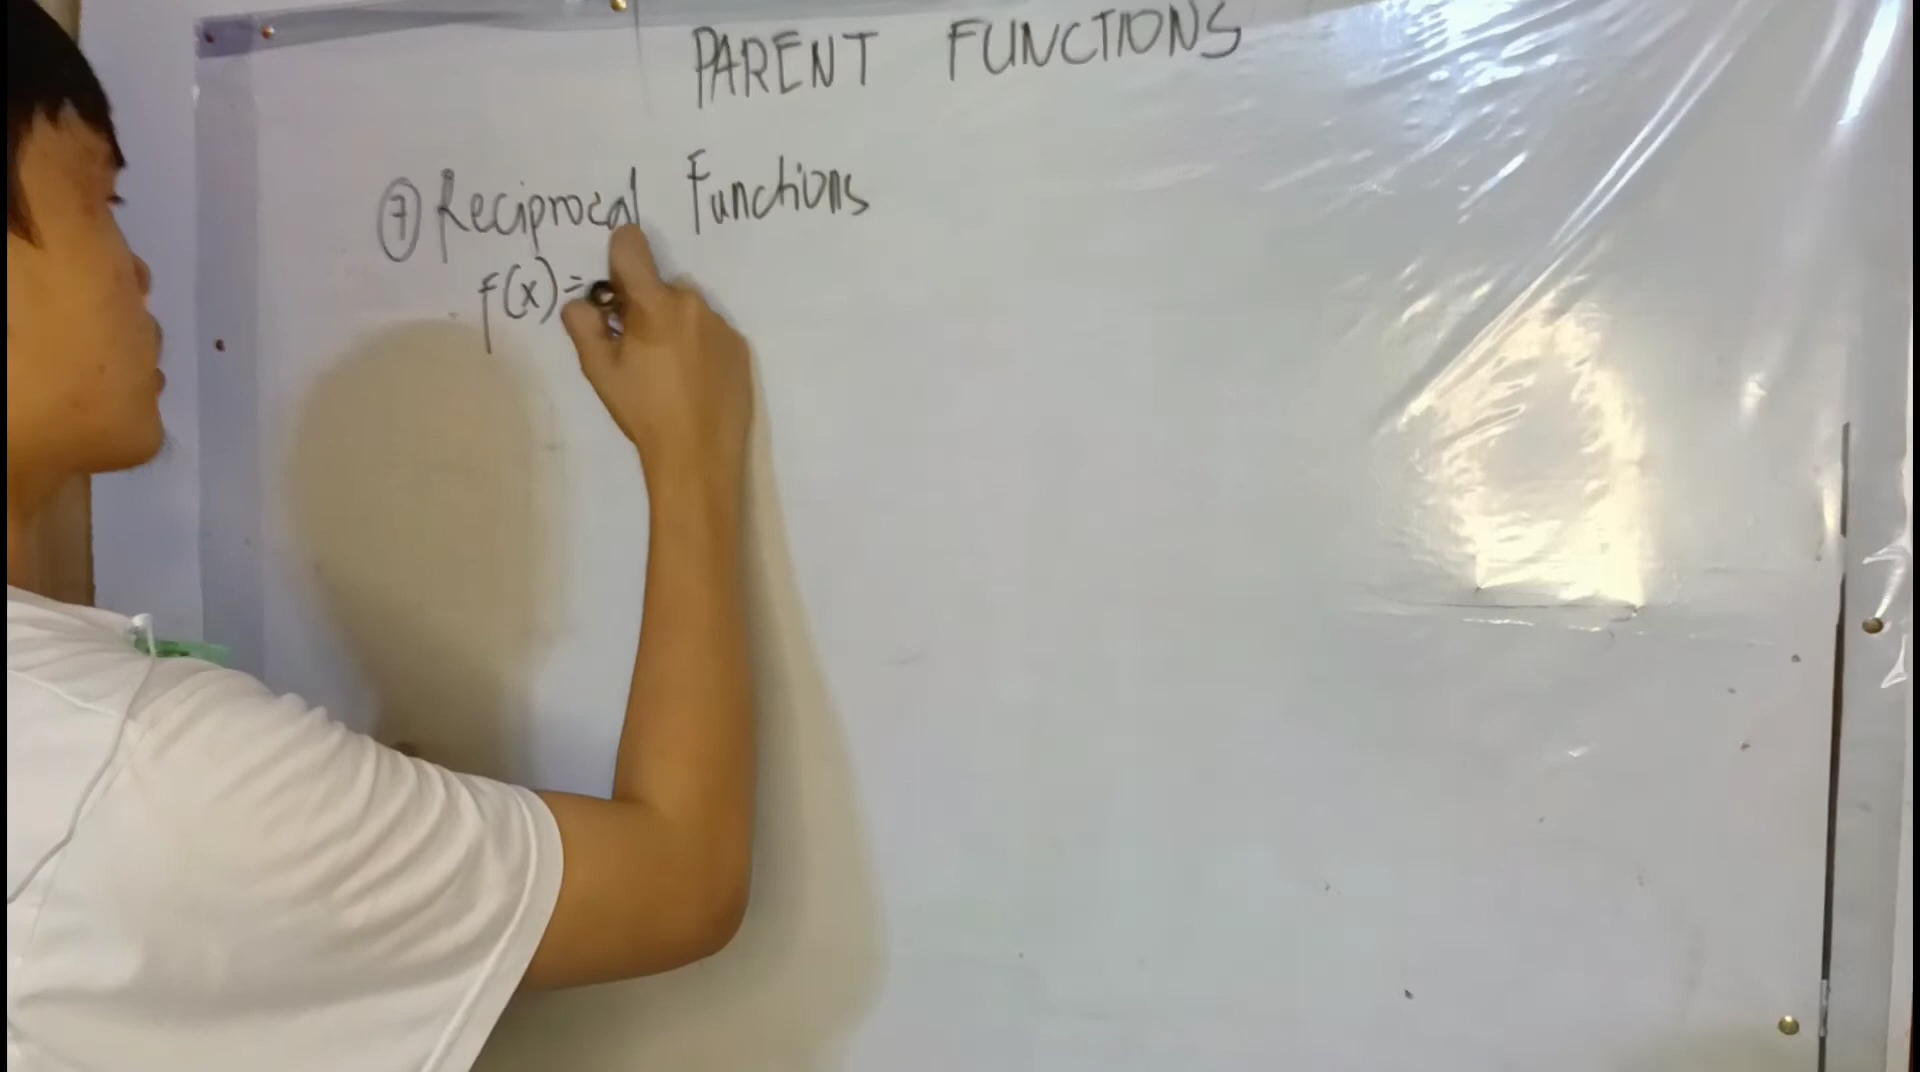 PARENT FUNCTIONS
⑦ Reciprocal Functions
f(x)=